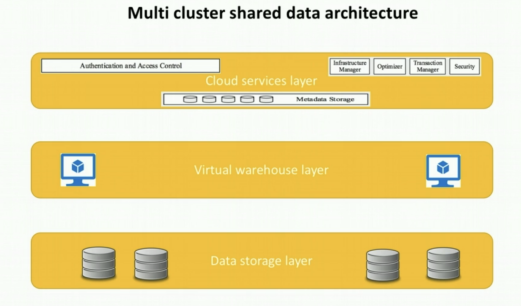 Multi cluster shared data architecture
Authentication and Access Control
Infrastructure
Manager
Optimizer
Transaction
Manager
Security
Cloud services layer
Metadata Storage
Virtual warehouse layer
Data storage layer